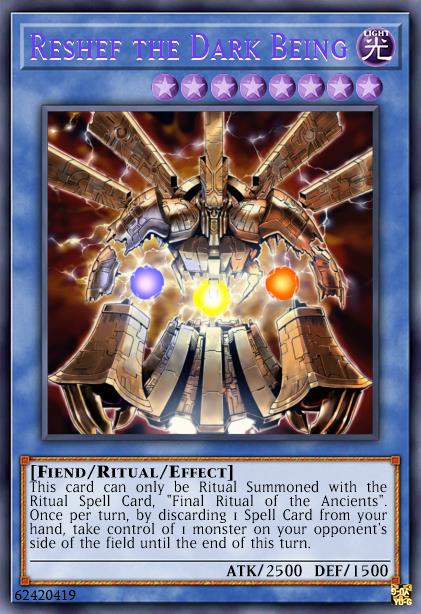 RESHEF THE DARK BEING
LIGHT
光
[FIEND/RITUAL/EFFECT]
This card can only be Ritual Summoned with the
Ritual Spell Card, "Final Ritual of the Ancients".
Once per turn, by discarding 1 Spell Card from your
hand, take control of 1 monster on your opponent's
side of the field until the end of this turn.
ATK/2500 DEF/1500
62420419